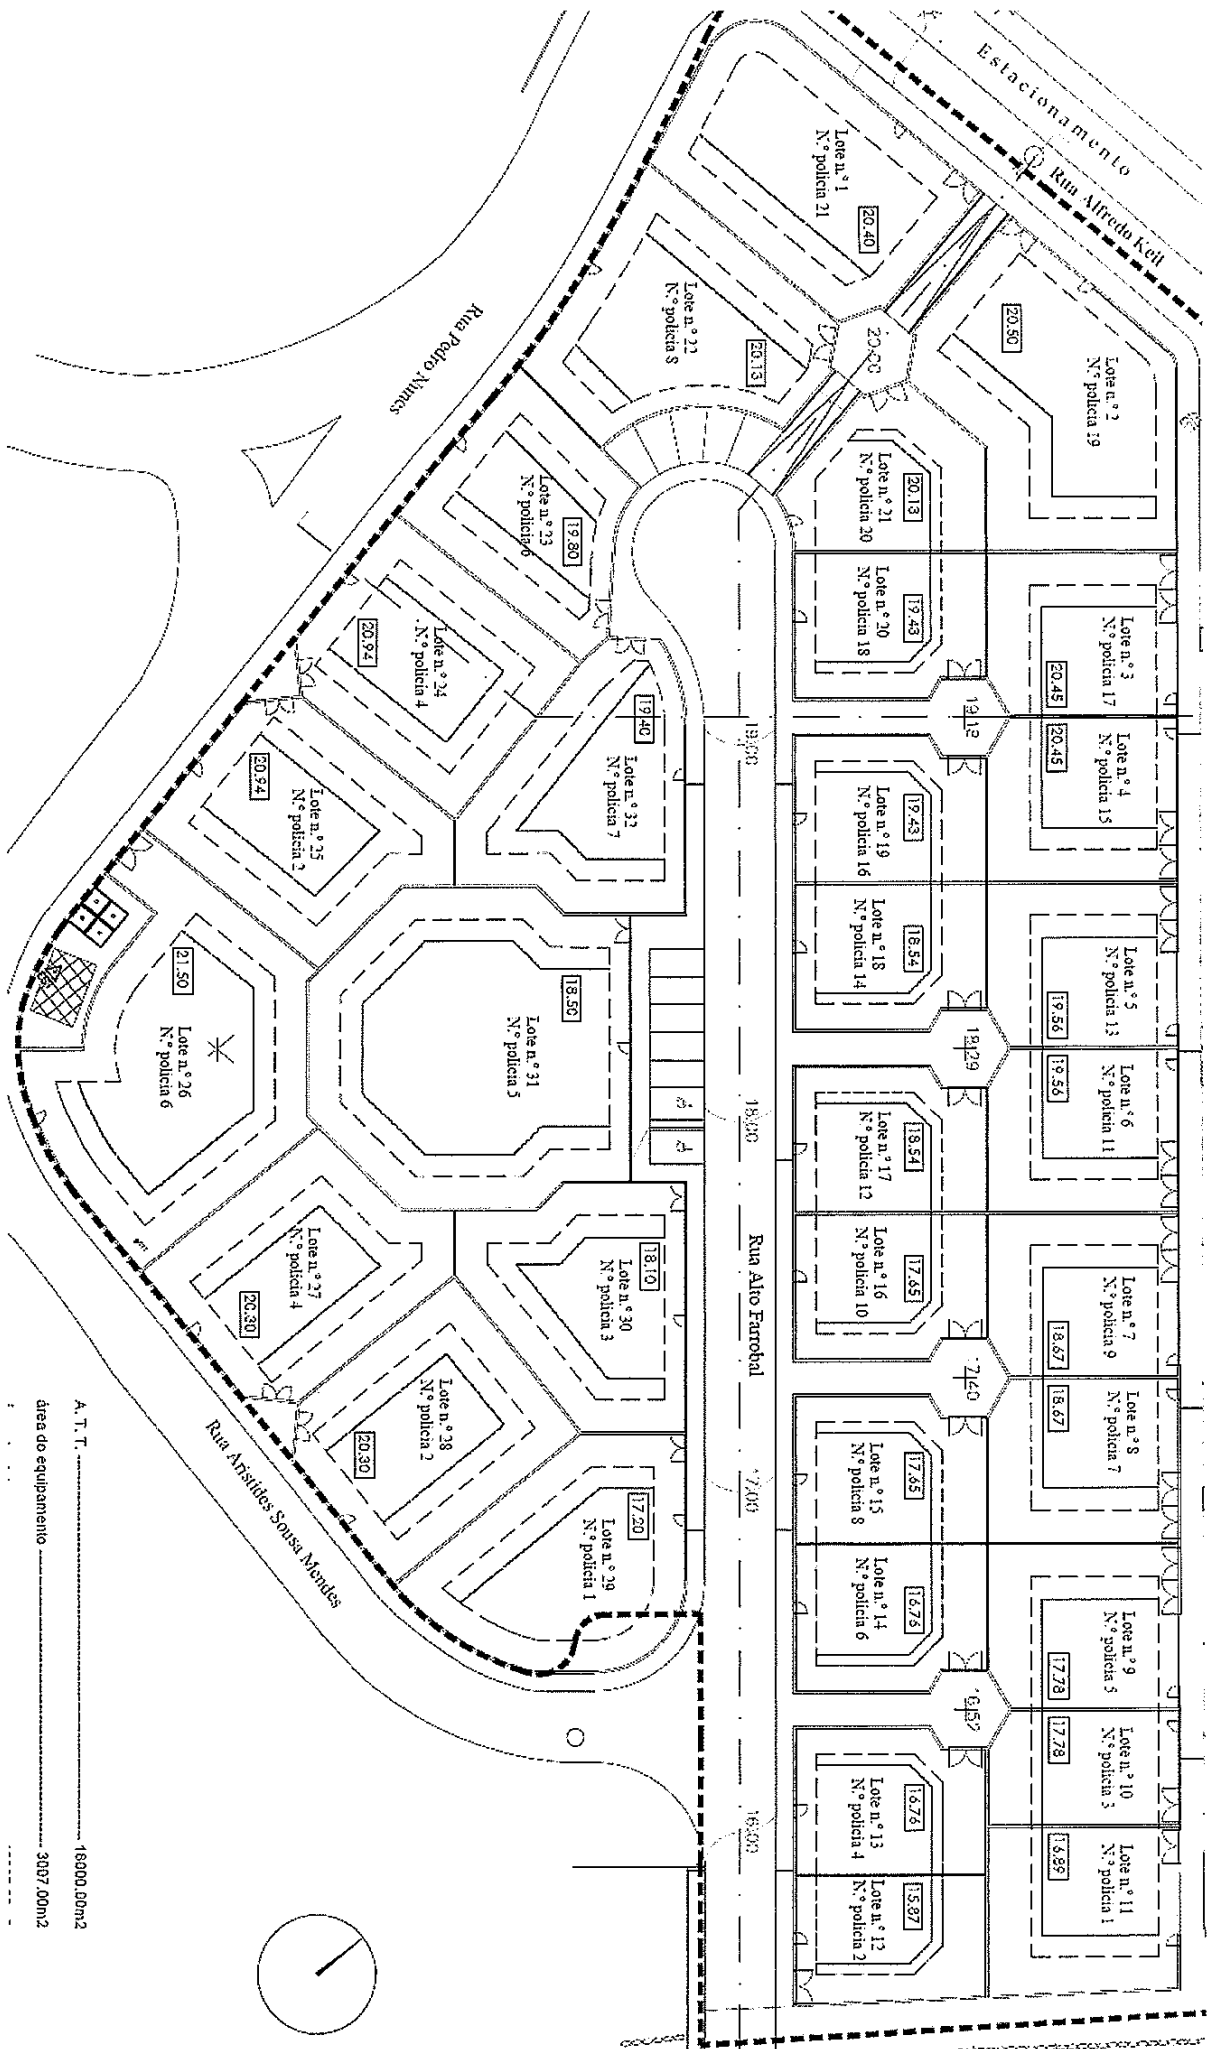 Estacionamento
Rua Alfredo Keil
Lote n.º 1
N.º policia 21
20.40
Lote n.º 2
N.º policia 19
20.50
Lote n.º 22
N.º policia 8
20.13
20.00
Rua Pedro Nunes
Lote n.º 23
N.º policia 6
19.80
Lote n.º 21
N.º policia 20
20.13
Lote n.º 20
N.º policia 18
19.43
Lote n.º 3
N.º policia 17
20.45
Lote n.º 4
N.º policia 15
20.45
Lote n.º 24
N.º policia 4
20.94
Lote n.º 32
N.º policia 7
19.40
19.00
Lote n.º 25
N.º policia 2
20.94
Lote n.º 19
N.º policia 16
19.43
Lote n.º 18
N.º policia 14
18.54
Lote n.º 5
N.º policia 13
19.56
Lote n.º 6
N.º policia 11
19.56
Lote n.º 26
N.º policia 6
21.50
Lote n.º 31
N.º policia 5
18.50
18.00
Lote n.º 17
N.º policia 12
18.54
Lote n.º 16
N.º policia 10
17.65
Lote n.º 7
N.º policia 9
18.67
Lote n.º 8
N.º policia 7
18.67
Lote n.º 27
N.º policia 4
20.30
Lote n.º 30
N.º policia 3
18.10
Rua Alto Farrobal
Lote n.º 28
N.º policia 2
20.30
Rua Aristides Sousa Mendes
Lote n.º 29
N.º policia 1
17.20
17.00
Lote n.º 15
N.º policia 8
17.65
Lote n.º 14
N.º policia 6
16.76
Lote n.º 9
N.º policia 5
17.78
Lote n.º 10
N.º policia 3
17.78
Lote n.º 13
N.º policia 4
16.76
Lote n.º 12
N.º policia 2
15.87
Lote n.º 11
N.º policia 1
16.89
16.00
A. T. T. 18000.00m2
área do equipamento 3007.00m2